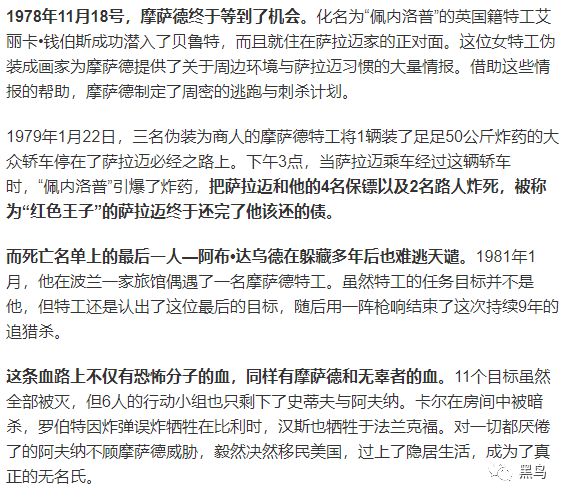 1978年11月18号，摩萨德终于等到了机会。化名为“佩内洛普”的英国籍特工艾
丽卡•钱伯斯成功潜入了贝鲁特，而且就住在萨拉迈家的正对面。这位女特工伪
装成画家为摩萨德提供了关于周边环境与萨拉迈习惯的大量情报。借助这些情
报的帮助，摩萨德制定了周密的逃跑与刺杀计划。
1979年1月22日，三名伪装为商人的摩萨德特工将1辆装了足足50公斤炸药的大
众轿车停在了萨拉迈必经之路上。下午3点，当萨拉迈乘车经过这辆轿车
时，“佩内洛普”引爆了炸药，把萨拉迈和他的4名保镖以及2名路人炸死，被称
为“红色王子”的萨拉迈终于还完了他该还的债。
而死亡名单上的最后一人—阿布•达乌德在躲藏多年后也难逃天谴。1981年1
月，他在波兰一家旅馆偶遇了一名摩萨德特工。虽然特工的任务目标并不是
他，但特工还是认出了这位最后的目标，随后用一阵枪响结束了这次持续9年的
追猎杀。
这条血路上不仅有恐怖分子的血，同样有摩萨德和无辜者的血。11个目标虽然
全部被灭，但6人的行动小组也只剩下了史蒂夫与阿夫纳。卡尔在房间中被暗
杀，罗伯特因炸弹误炸牺牲在比利时，汉斯也牺牲于法兰克福。对一切都厌倦
了的阿夫纳不顾摩萨德威胁，毅然决然移民美国，过上了隐居生活，成为了真
正的无名氏。
黑鸟